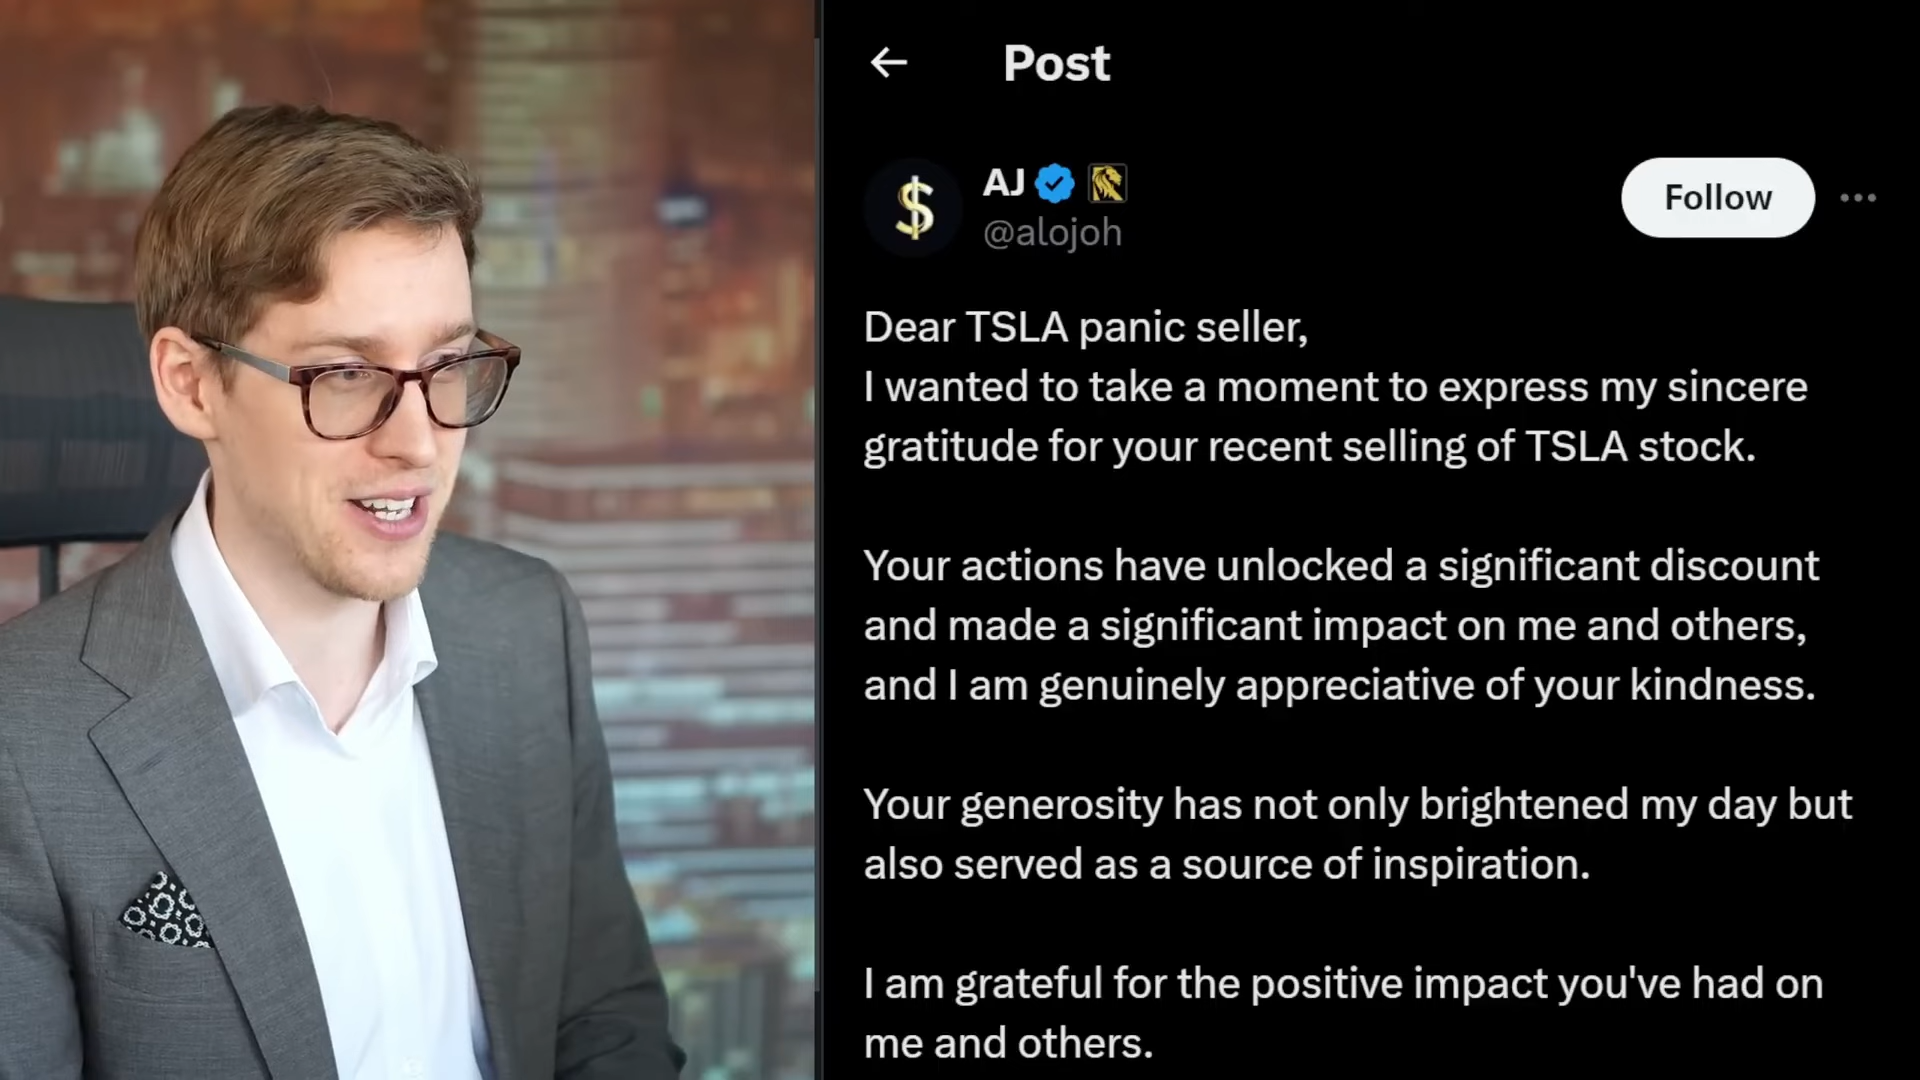 Post
AJ
@alojoh
Follow
Dear TSLA panic seller,
I wanted to take a moment to express my sincere
gratitude for your recent selling of TSLA stock.
Your actions have unlocked a significant discount
and made a significant impact on me and others,
and I am genuinely appreciative of your kindness.
Your generosity has not only brightened my day but
also served as a source of inspiration.
I am grateful for the positive impact you've had on
me and others.